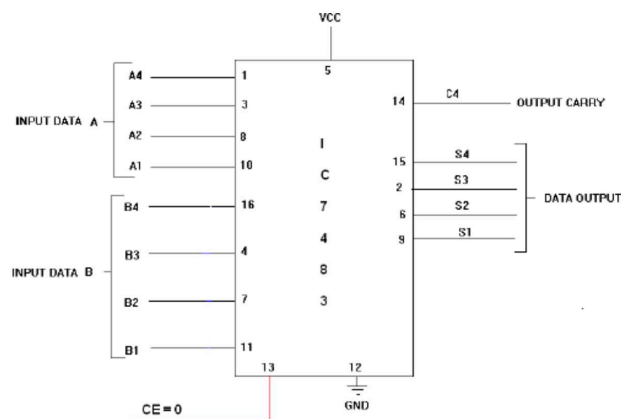 VCC
5
INPUT DATA A
A4 1
A3 3
A2 8
A1 10
INPUT DATA B
B4 16
B3 4
B2 7
B1 11
I
C
7
4
8
3
14 C4 OUTPUT CARRY
15 S4
2 S3
6 S2
9 S1
DATA OUTPUT
13
12
CE = 0
GND